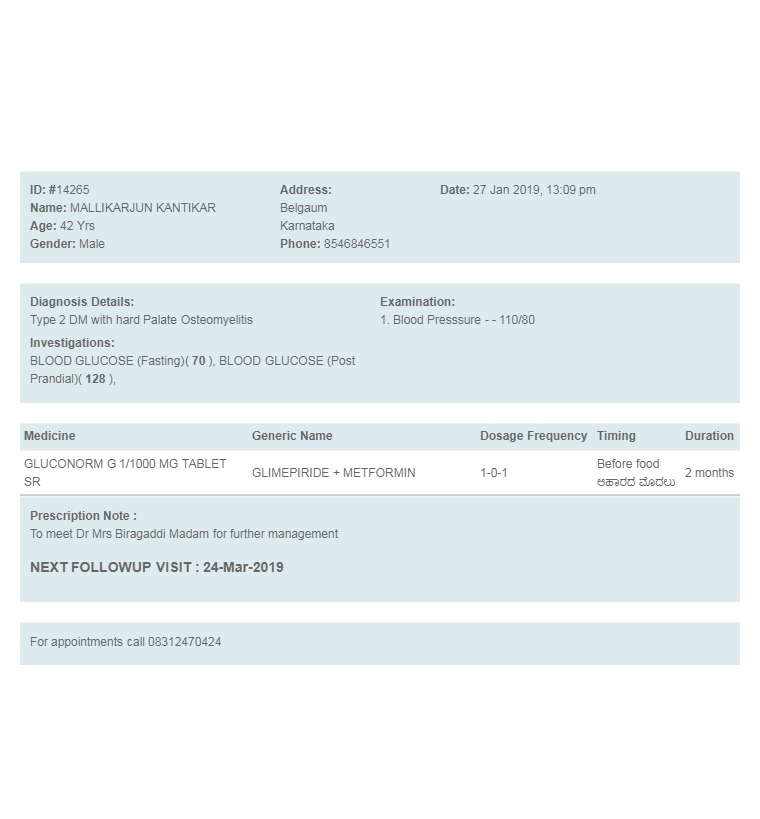 ID: #14265 Address: Date: 27 Jan 2019, 13:09 pm
Name: MALLIKARJUN KANTIKAR Belgaum
Age: 42 Yrs Karnataka
Gender: Male Phone: 8546846551
Diagnosis Details: Examination:
Type 2 DM with hard Palate Osteomyelitis 1. Blood Presssure - - 110/80
Investigations:
BLOOD GLUCOSE (Fasting)( 70 ), BLOOD GLUCOSE (Post
Prandial)( 128 ),
Medicine Generic Name Dosage Frequency Timing Duration
GLUCONORM G 1/1000 MG TABLET SR GLIMEPIRIDE + METFORMIN 1-0-1 Before food ಆಹಾರದ ಮೊದಲು 2 months
Prescription Note :
To meet Dr Mrs Biragaddi Madam for further management
NEXT FOLLOWUP VISIT : 24-Mar-2019
For appointments call 08312470424